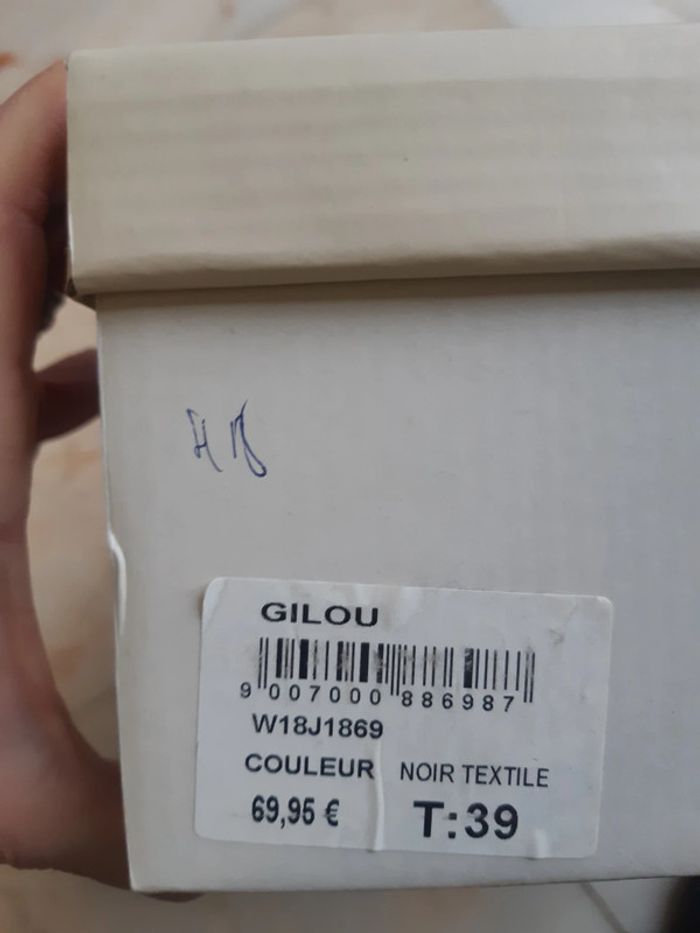 GILOU
9 007000 886987
W18J1869
COULEUR NOIR TEXTILE
69,95 €
T:39